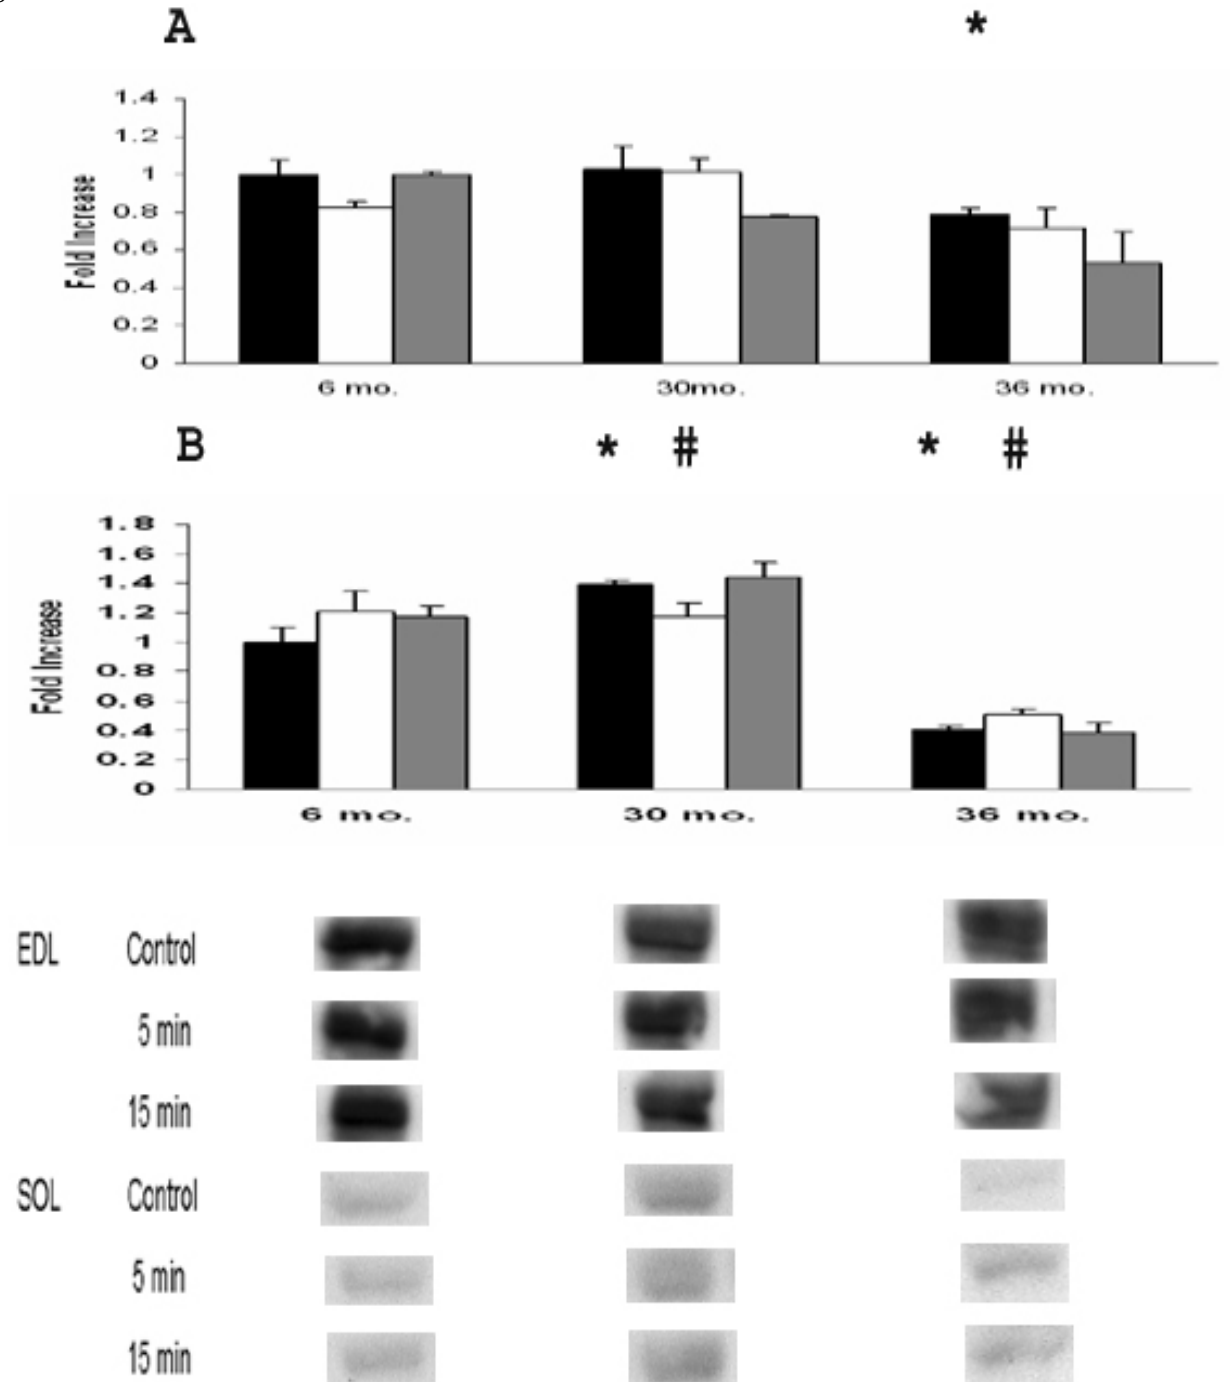 A *
1.4
1.2
1
0.8
0.6
0.4
0.2
0
Fold Increase
6 mo. 30mo. 36 mo.
B * # * #
1.8
1.6
1.4
1.2
1
0.8
0.6
0.4
0.2
0
Fold Increase
6 mo. 30 mo. 36 mo.
EDL Control
5 min
15 min
SOL Control
5 min
15 min